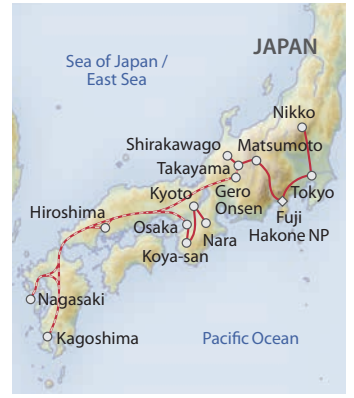 JAPAN
Sea of Japan /
East Sea
Nikko
Shirakawago
Matsumoto
Takayama
Kyoto
Gero
Onsen
Tokyo
Hiroshima
Osaka
Fuji
Hakone NP
Nara
Koya-san
Nagasaki
Kagoshima
Pacific Ocean